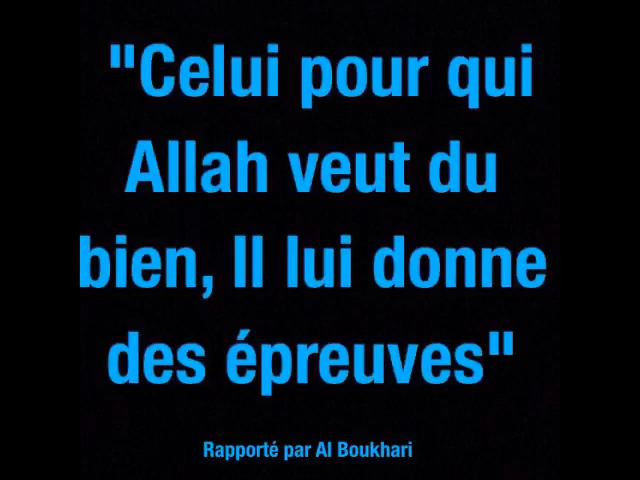 "Celui pour qui
Allah veut du
bien, Il lui donne
des épreuves"
Rapporté par Al Boukhari